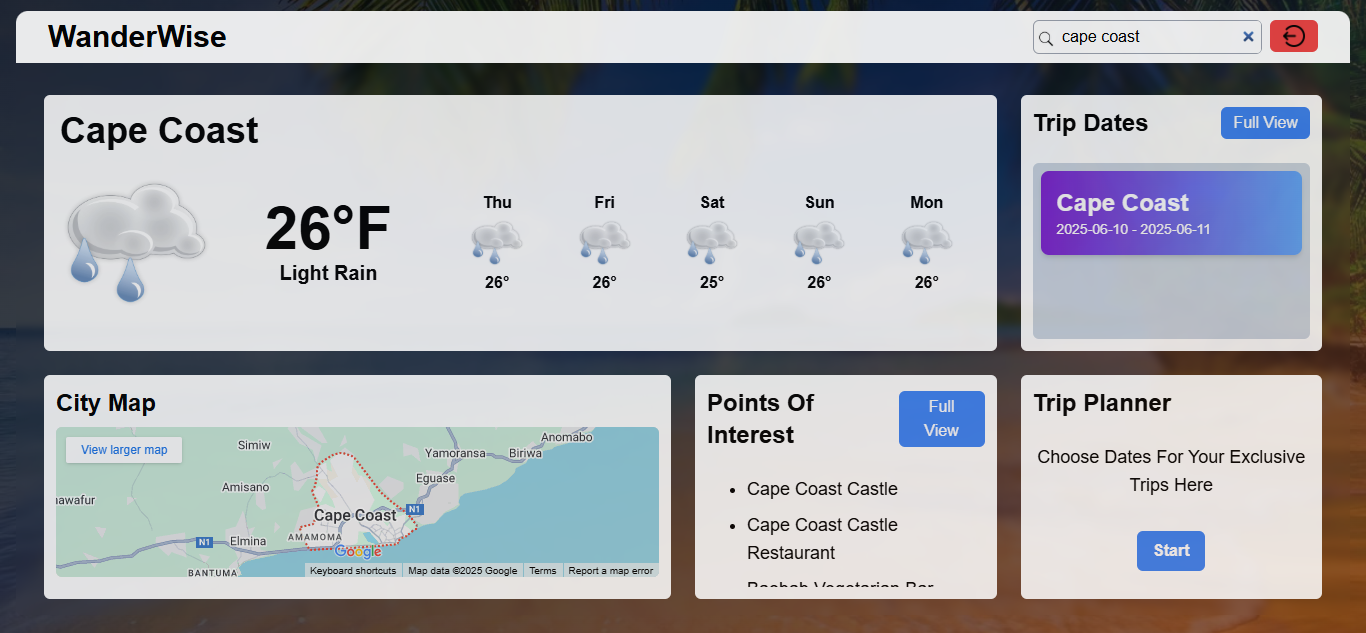 WanderWise
cape coast
Cape Coast
26°F
Light Rain
Thu Fri Sat Sun Mon
26° 26° 25° 26° 26°
Trip Dates
Full View
Cape Coast
2025-06-10 - 2025-06-11
City Map
View larger map
Simiw
Anomabo
Yamoransa
Biriwa
Eguase
Amisano
awafur
Cape Coast
N1
N1
Elmina
AMAMOMA
Google
BANTUMA
Keyboard shortcuts
Map data ©2025 Google
Terms
Report a map error
Points Of
Interest
Full
View
• Cape Coast Castle
• Cape Coast Castle
Restaurant
Baobab Vegetarian Bar
Trip Planner
Choose Dates For Your Exclusive
Trips Here
Start